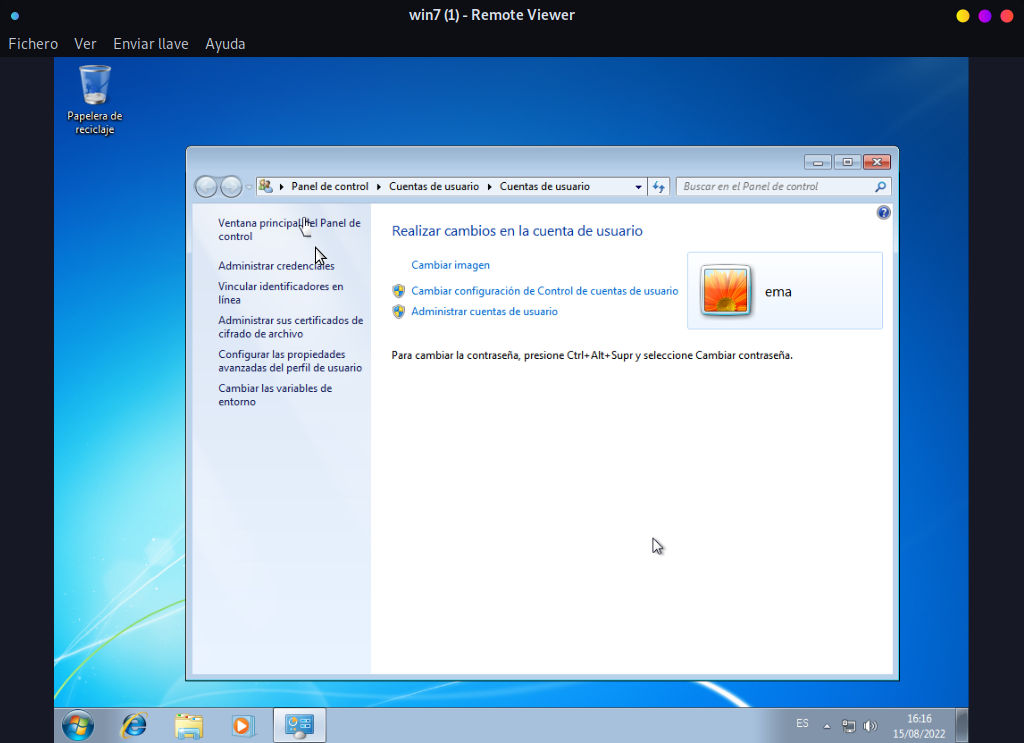 win7 (1) - Remote Viewer
Fichero Ver Enviar llave Ayuda
Papelera de
reciclaje
Panel de control Cuentas de usuario Cuentas de usuario
Buscar en el Panel de control
Ventana principal del Panel de
control
Administrar credenciales
Vincular identificadores en
línea
Administrar sus certificados de
cifrado de archivo
Configurar las propiedades
avanzadas del perfil de usuario
Cambiar las variables de
entorno
Realizar cambios en la cuenta de usuario
Cambiar imagen
Cambiar configuración de Control de cuentas de usuario
Administrar cuentas de usuario
ema
Para cambiar la contraseña, presione Ctrl+Alt+Supr y seleccione Cambiar contraseña.
ES
16:16
15/08/2022